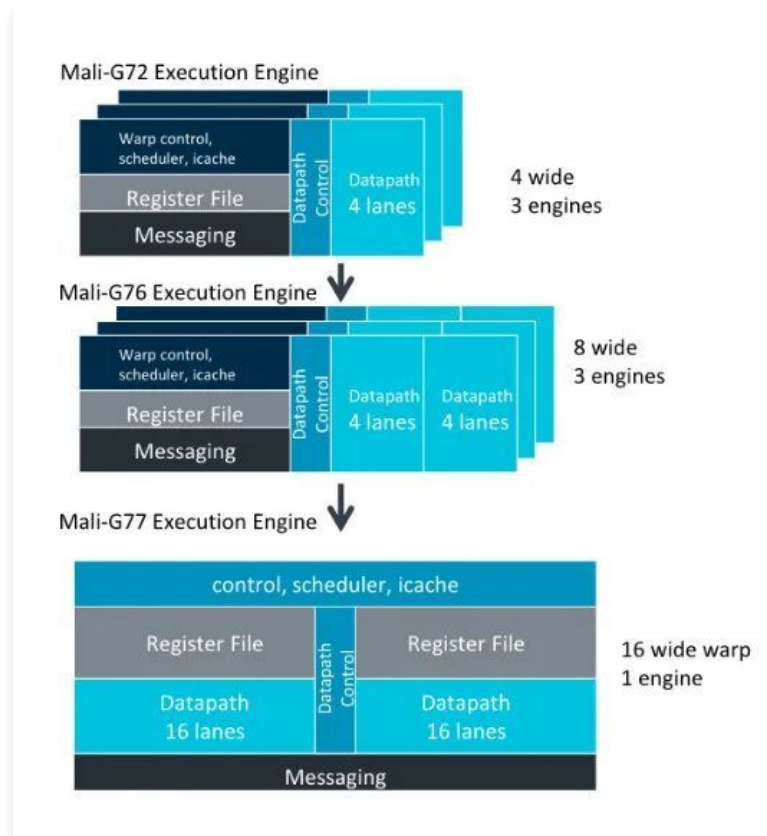 Mali-G72 Execution Engine
Warp control,
scheduler, icache
Register File
Messaging
Datapath
Control
Datapath
4 lanes
4 wide
3 engines
Mali-G76 Execution Engine
Warp control,
scheduler, icache
Register File
Messaging
Datapath
Control
Datapath
4 lanes
Datapath
4 lanes
8 wide
3 engines
Mali-G77 Execution Engine
control, scheduler, icache
Register File
Datapath
Control
Register File
Datapath
16 lanes
Datapath
16 lanes
Messaging
16 wide warp
1 engine